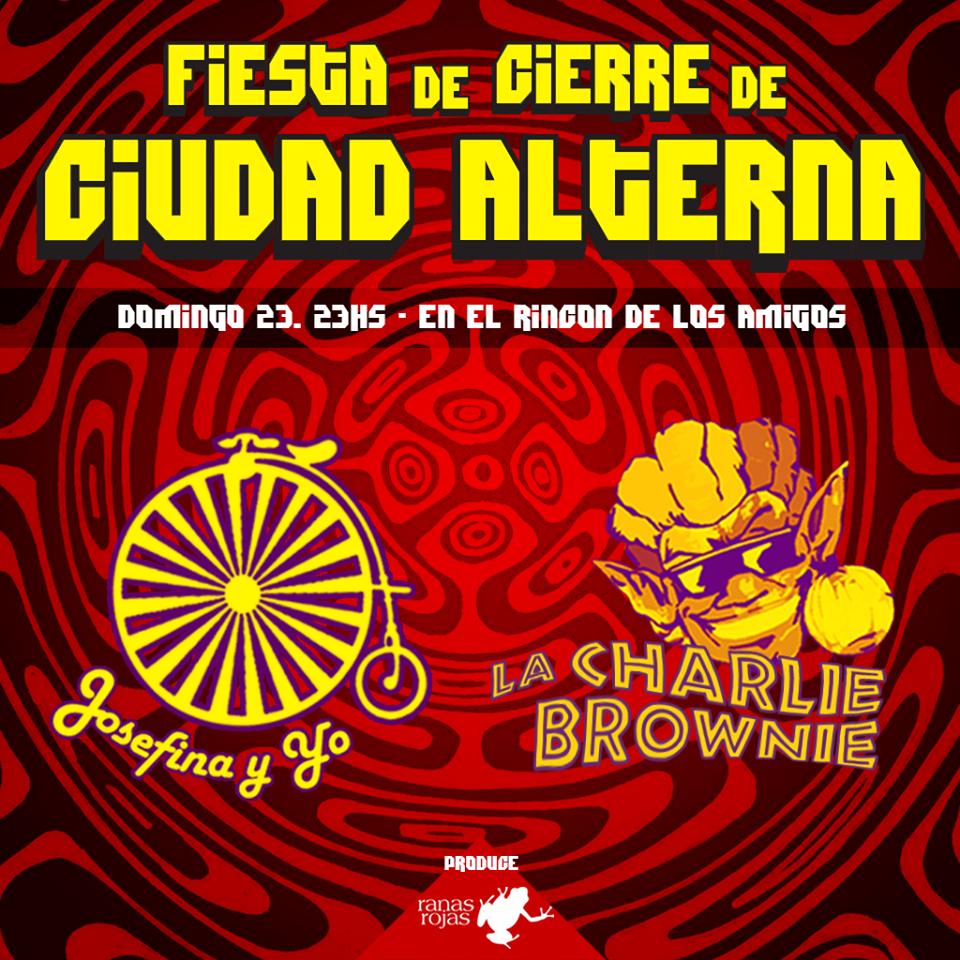 FIESTA DE CIERRE DE
CIUDAD ALTERNA
DOMINGO 23. 23HS - EN EL RINCON DE LOS AMIGOS
Josefina y Yo
LA CHARLIE
BROWNIE
PRODUCE
ranas
rojas